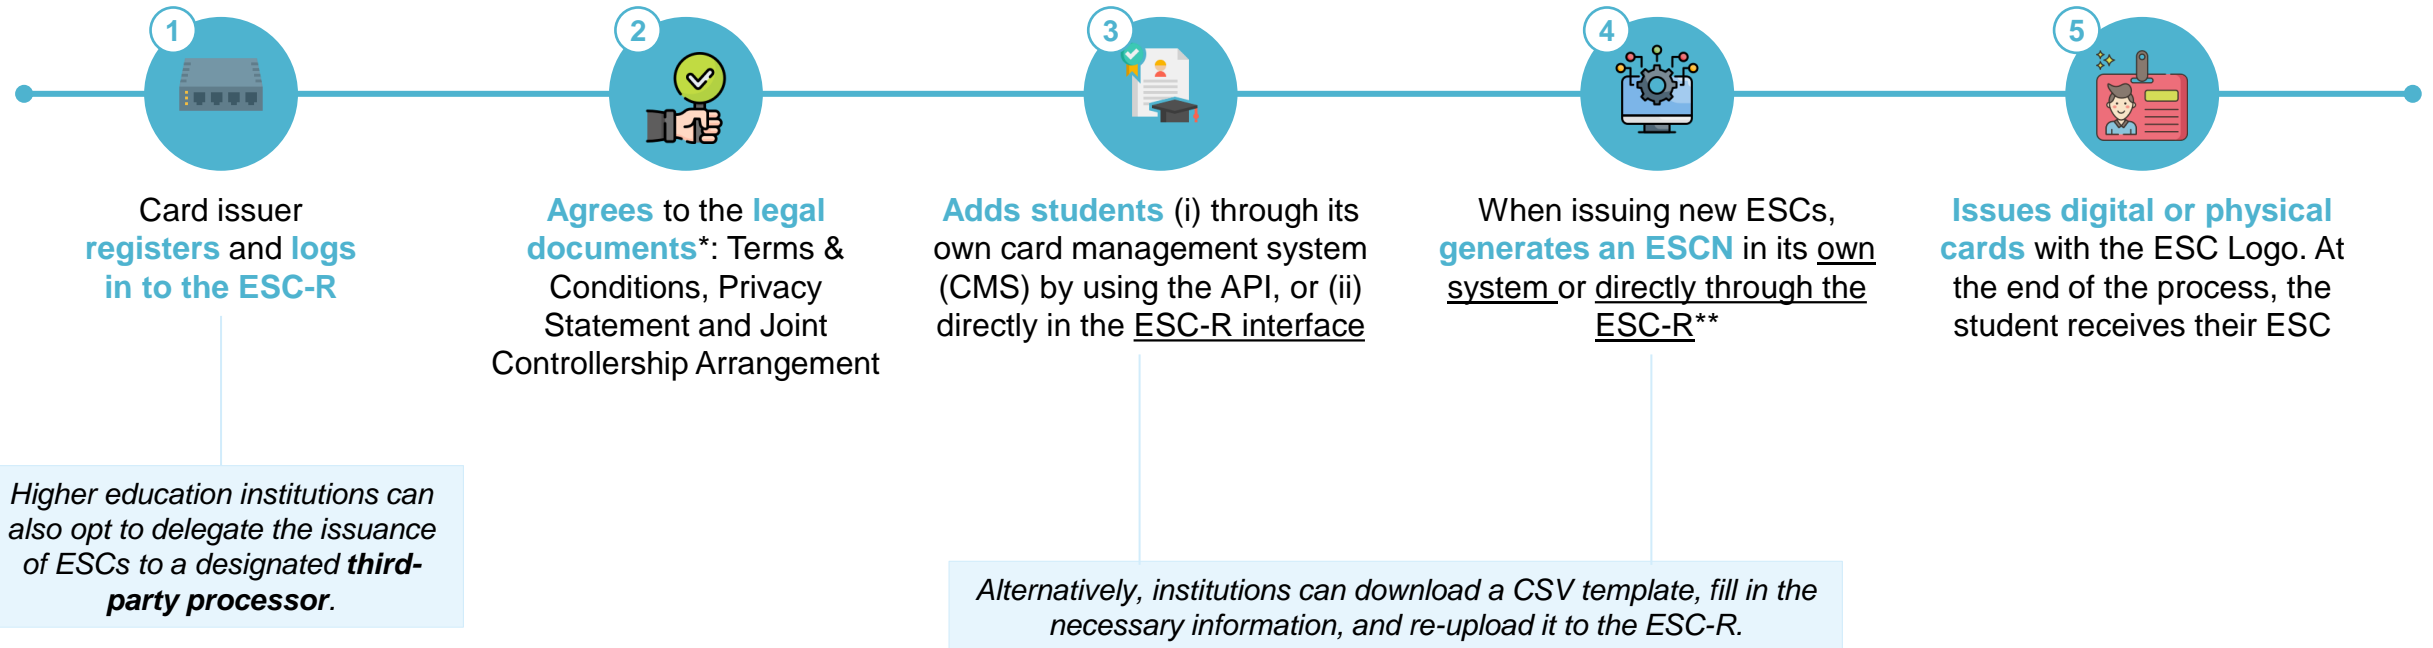 1
Card issuer
registers and logs
in to the ESC-R
Higher education institutions can
also opt to delegate the issuance
of ESCs to a designated third-
party processor.
2
Agrees to the legal
documents*: Terms &
Conditions, Privacy
Statement and Joint
Controllership Arrangement
3
Adds students (i) through its
own card management system
(CMS) by using the API, or (ii)
directly in the ESC-R interface
4
When issuing new ESCs,
generates an ESCN in its own
system or directly through the
ESC-R**
Alternatively, institutions can download a CSV template, fill in the
necessary information, and re-upload it to the ESC-R.
5
Issues digital or physical
cards with the ESC Logo. At
the end of the process, the
student receives their ESC